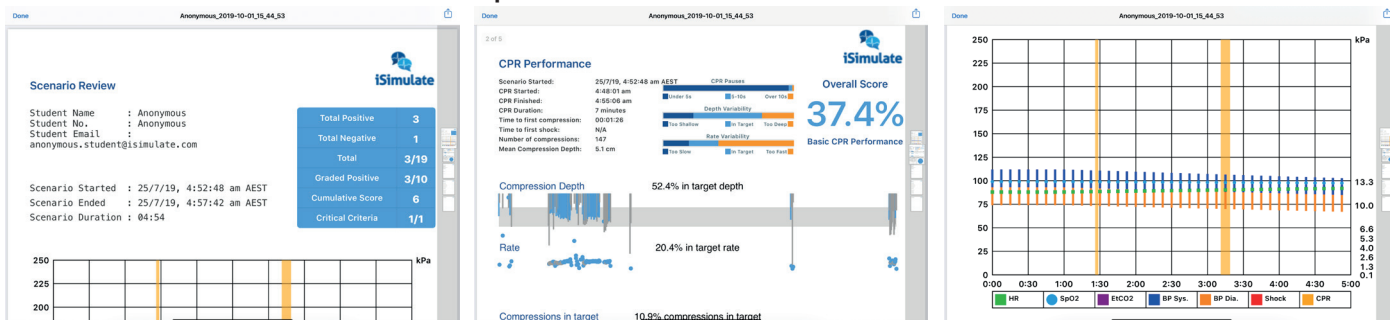 Done
Anonymous_2019-10-01_15_44_53
iSimulate
Scenario Review
Student Name : Anonymous
Student No. : Anonymous
Student Email :
anonymous.student@isimulate.com
Scenario Started : 25/7/19, 4:52:48 am AEST
Scenario Ended : 25/7/19, 4:57:42 am AEST
Scenario Duration : 04:54
Total Positive 3
Total Negative 1
Total 3/19
Graded Positive 3/10
Cumulative Score 6
Critical Criteria 1/1
250 kPa
225
200
Done
Anonymous_2019-10-01_15_44_53
2 of 5
iSimulate
CPR Performance
Scenario Started: 25/7/19, 4:52:48 am AEST
CPR Started: 4:48:01 am
CPR Finished: 4:55:06 am
CPR Duration: 7 minutes
Time to first compression: 00:01:26
Time to first shock: N/A
Number of compressions: 147
Mean Compression Depth: 5.1 cm
CPR Pauses
Under 5s 5-10s Over 10s
Depth Variability
Too Shallow In Target Too Deep
Rate Variability
Too Slow In Target Too Fast
Overall Score
37.4%
Basic CPR Performance
Compression Depth 52.4% in target depth
Rate 20.4% in target rate
Compressions in target 10.9% compressions in target
Done
Anonymous_2019-10-01_15_44_53
250 kPa
225
200
175
150
125
100 13.3
75 10.0
50 6.6
5.3
25 4.0
2.6
1.3
0 0.1
0:00 0:30 1:00 1:30 2:00 2:30 3:00 3:30 4:00 4:30 5:00
HR SpO2 EtCO2 BP Sys. BP Dia. Shock CPR